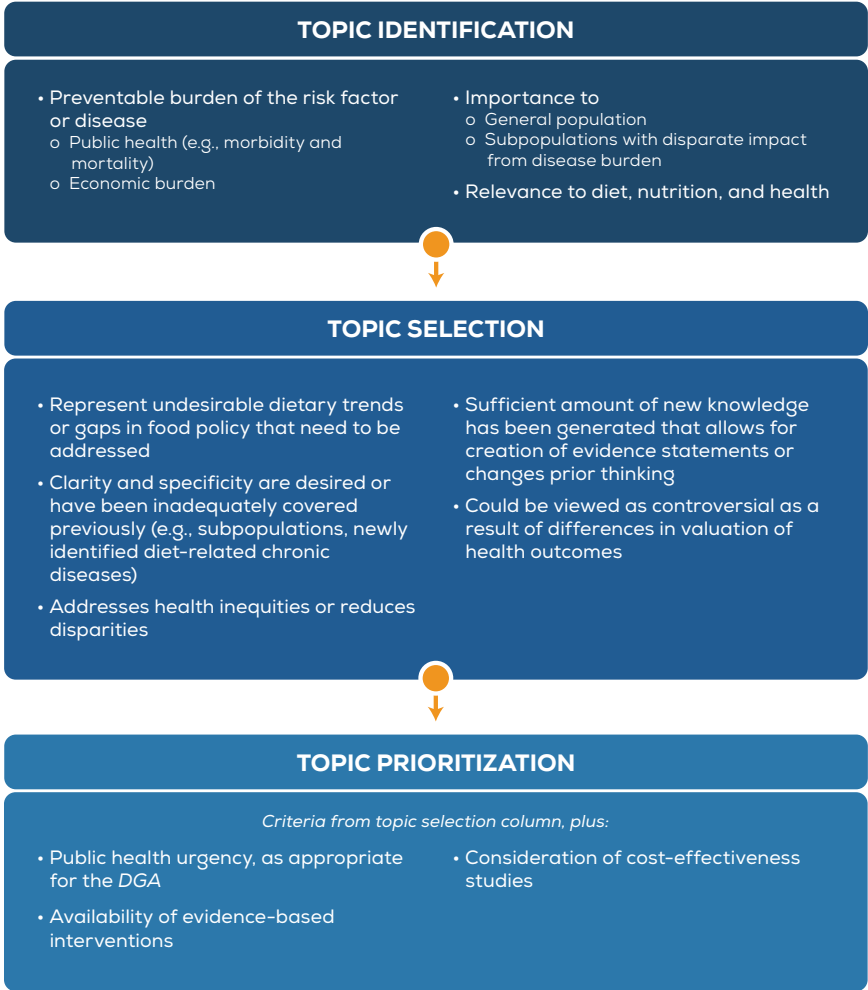 TOPIC IDENTIFICATION
• Preventable burden of the risk factor
or disease
o Public health (e.g., morbidity and
mortality)
o Economic burden
• Importance to
o General population
o Subpopulations with disparate impact
from disease burden
• Relevance to diet, nutrition, and health
TOPIC SELECTION
• Represent undesirable dietary trends
or gaps in food policy that need to be
addressed
• Clarity and specificity are desired or
have been inadequately covered
previously (e.g., subpopulations, newly
identified diet-related chronic
diseases)
• Addresses health inequities or reduces
disparities
• Sufficient amount of new knowledge
has been generated that allows for
creation of evidence statements or
changes prior thinking
• Could be viewed as controversial as a
result of differences in valuation of
health outcomes
TOPIC PRIORITIZATION
Criteria from topic selection column, plus:
• Public health urgency, as appropriate
for the DGA
• Availability of evidence-based
interventions
• Consideration of cost-effectiveness
studies